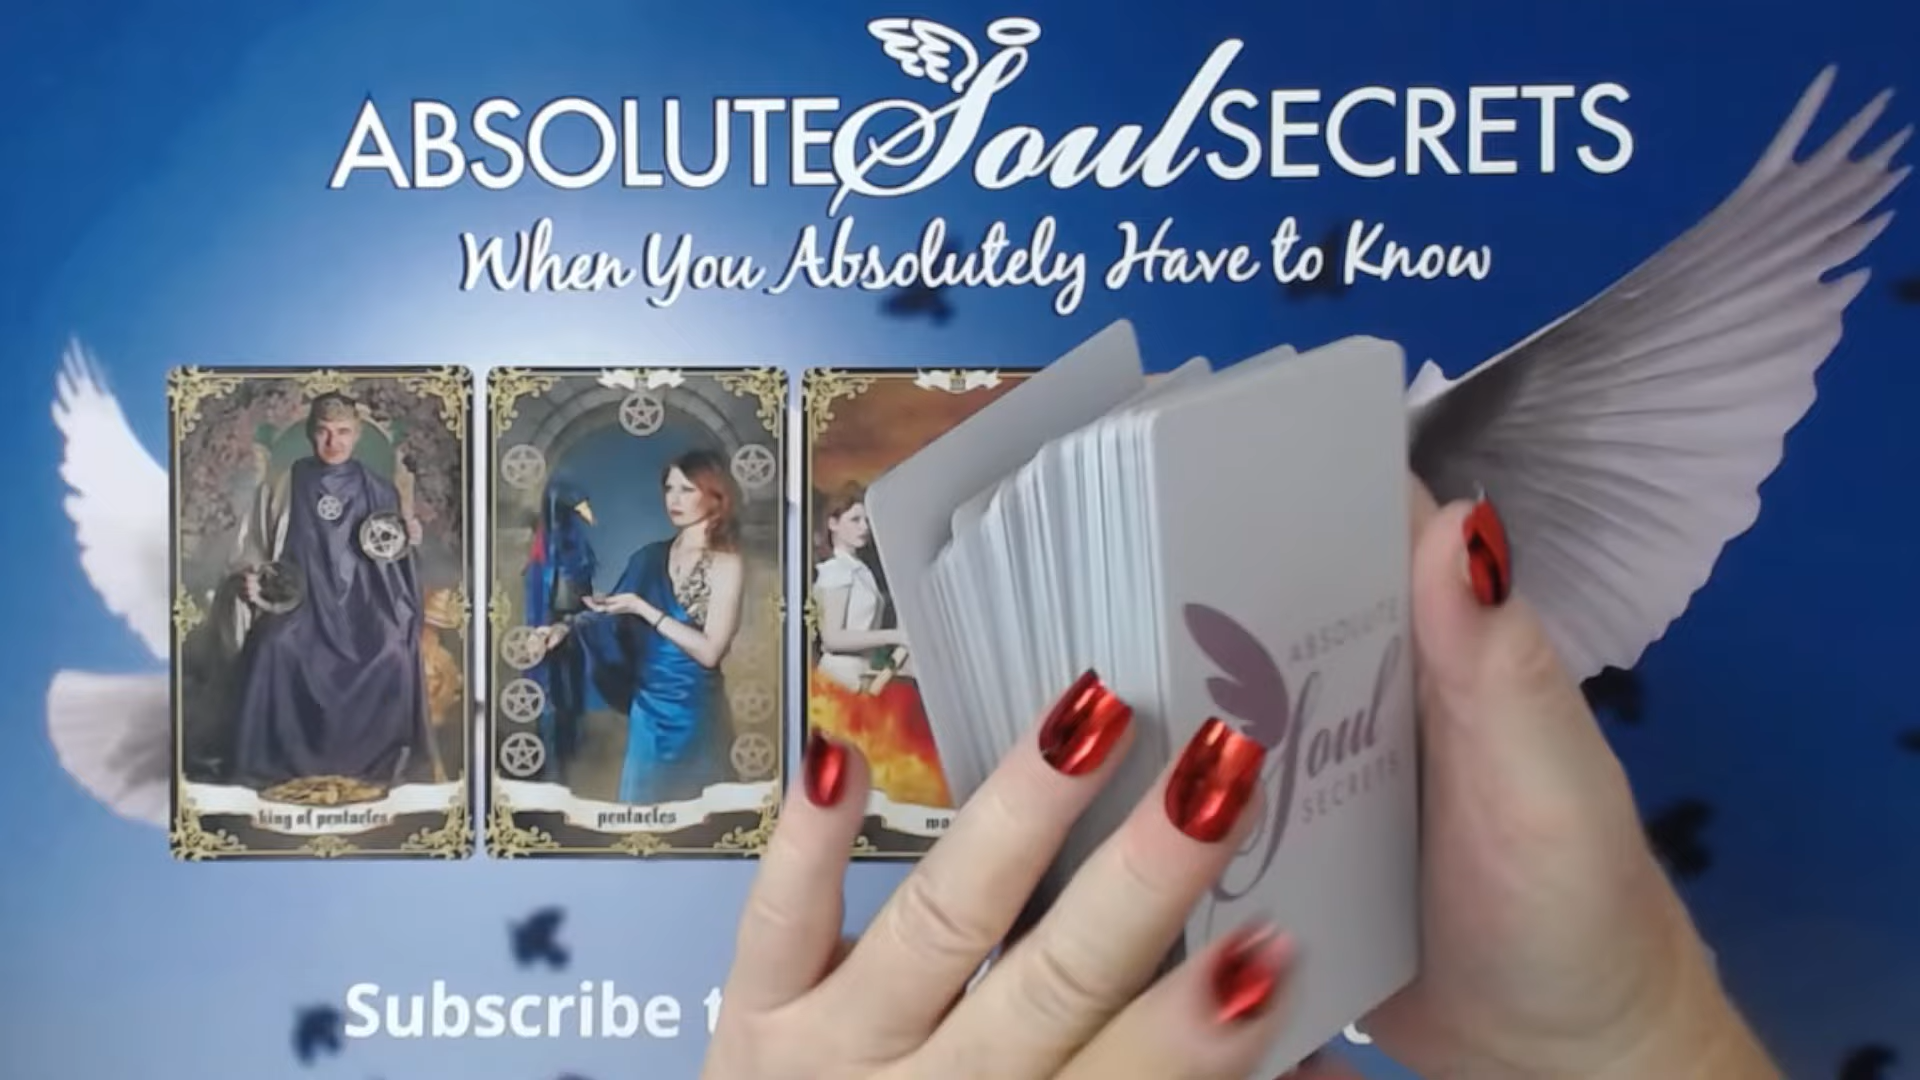 ABSOLUTE Soul SECRETS
When You Absolutely Have to Know
king of pentacles
pentacles
ABSOLUTE
Soul
SECRETS
Subscribe